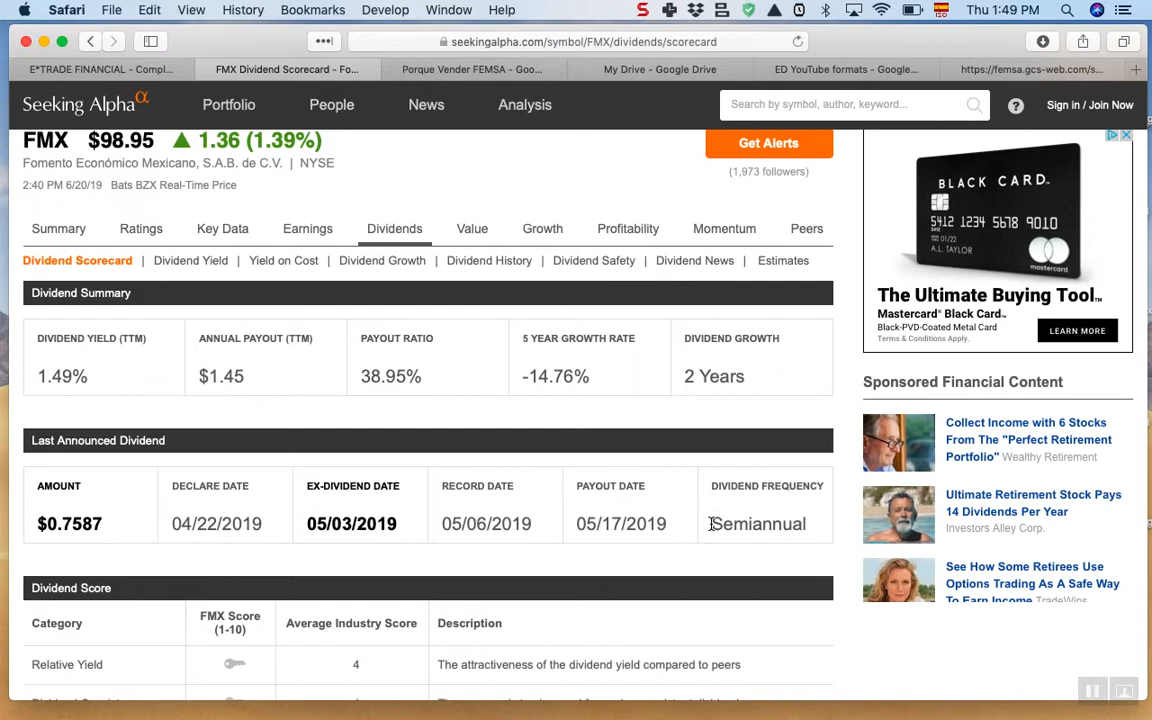 Safari File Edit View History Bookmarks Develop Window Help Thu 1:49 PM
seekingalpha.com/symbol/FMX/dividends/scorecard
E*TRADE FINANCIAL - Compl... FMX Dividend Scorecard - Fo... Porque Vender FEMSA - Goo... My Drive - Google Drive ED YouTube formats - Google... https://femsa.gcs-web.com/s... +
Seeking Alpha α Portfolio People News Analysis Search by symbol, author, keyword... ? Sign in / Join Now
FMX $98.95 ▲ 1.36 (1.39%)
Fomento Económico Mexicano, S.A.B. de C.V. | NYSE
2:40 PM 6/20/19 Bats BZX Real-Time Price
Get Alerts
(1,973 followers)
Summary Ratings Key Data Earnings Dividends Value Growth Profitability Momentum Peers
Dividend Scorecard | Dividend Yield | Yield on Cost | Dividend Growth | Dividend History | Dividend Safety | Dividend News | Estimates
Dividend Summary
DIVIDEND YIELD (TTM) ANNUAL PAYOUT (TTM) PAYOUT RATIO 5 YEAR GROWTH RATE DIVIDEND GROWTH
1.49% $1.45 38.95% -14.76% 2 Years
Last Announced Dividend
AMOUNT DECLARE DATE EX-DIVIDEND DATE RECORD DATE PAYOUT DATE DIVIDEND FREQUENCY
$0.7587 04/22/2019 05/03/2019 05/06/2019 05/17/2019 Semiannual
Dividend Score
Category FMX Score (1-10) Average Industry Score Description
Relative Yield 4 The attractiveness of the dividend yield compared to peers
BLACK CARD™
5412 1234 5678 9010
01/22
A.L. TAYLOR
mastercard
The Ultimate Buying Tool™
Mastercard® Black Card™
Black-PVD-Coated Metal Card
Terms & Conditions Apply.
LEARN MORE
Sponsored Financial Content
Collect Income with 6 Stocks
From The "Perfect Retirement
Portfolio" Wealthy Retirement
Ultimate Retirement Stock Pays
14 Dividends Per Year
Investors Alley Corp.
See How Some Retirees Use
Options Trading As A Safe Way
To Earn Income TradeWins